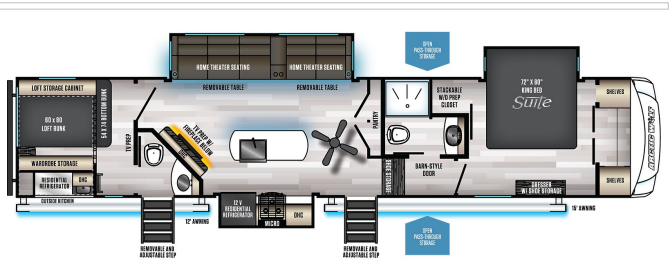 OPEN
PASS-THROUGH
STORAGE
HOME THEATER SEATING
HOME THEATER SEATING
REMOVABLE TABLE
REMOVABLE TABLE
LOFT STORAGE CABINET
60 x 80
LOFT BUNK
54 X 74 BOTTOM BUNK
WARDROBE STORAGE
RESIDENTIAL
REFRIGERATOR
OHC
OUTSIDE KITCHEN
TV PREP
TV PREP W/
FIREPLACE BELOW
PANTRY
STACKABLE
W/D PREP
CLOSET
72" X 80"
KING BED
Suite
SHELVES
SHELVES
ARCTIC WOLF
BARN-STYLE
DOOR
SHOE STORAGE
DRESSER
W/ SHOE STORAGE
12 V
RESIDENTIAL
REFRIGERATOR
MICRO
OHC
12' AWNING
15' AWNING
REMOVABLE AND
ADJUSTABLE STEP
REMOVABLE AND
ADJUSTABLE STEP
OPEN
PASS-THROUGH
STORAGE